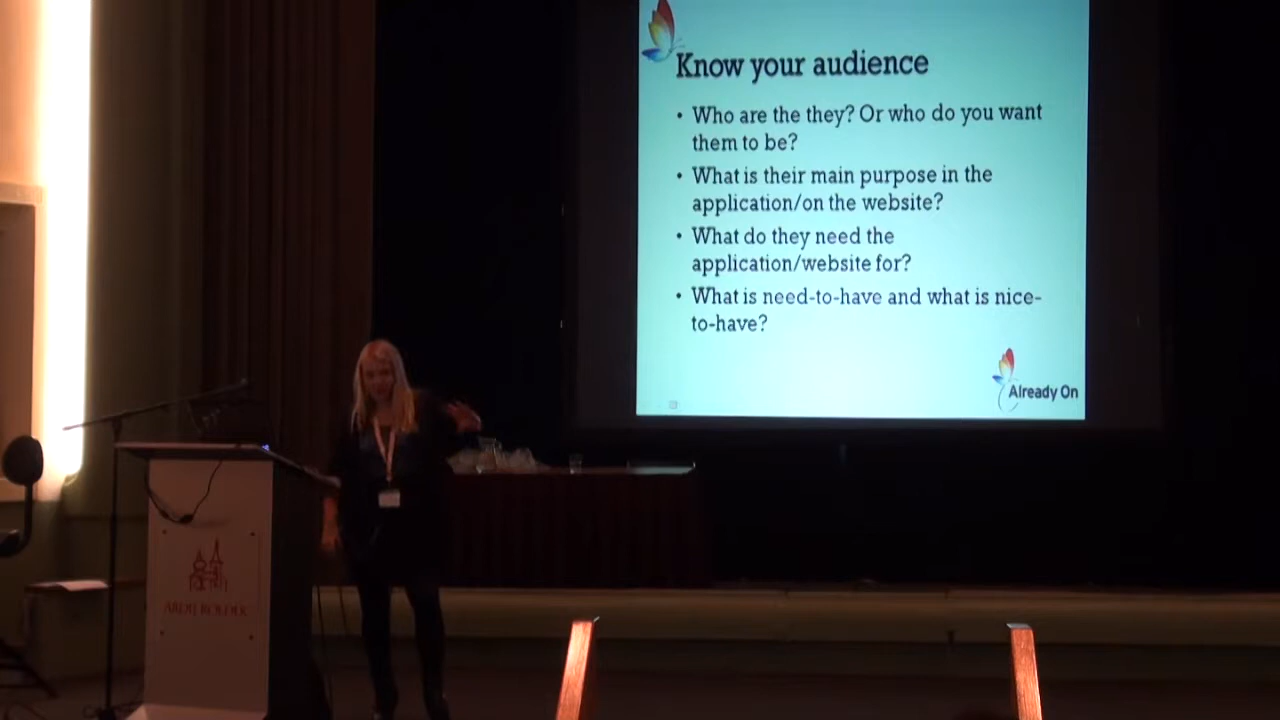 Know your audience
• Who are the they? Or who do you want
them to be?
• What is their main purpose in the
application/on the website?
• What do they need the
application/website for?
• What is need-to-have and what is nice-
to-have?
Already On